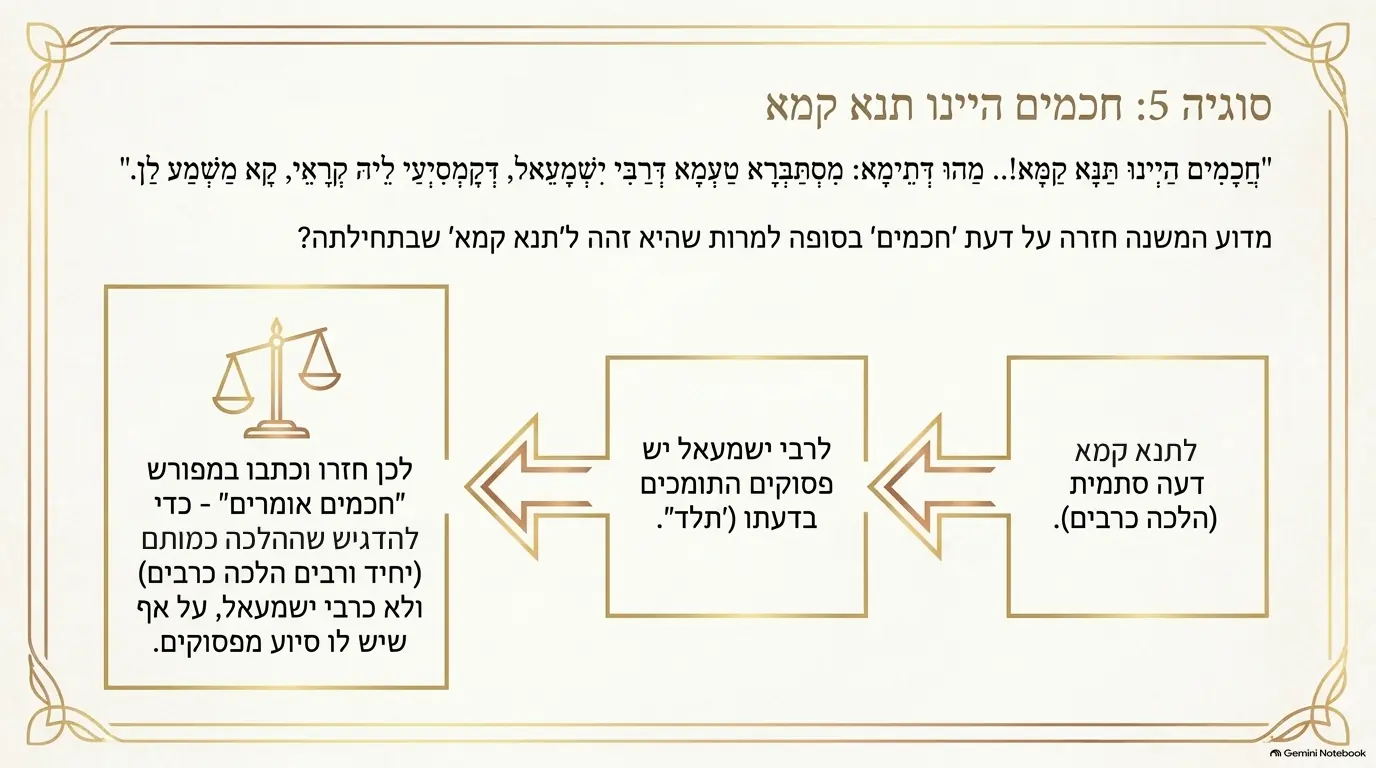 סוגיה 5: חכמים היינו תנא קמא
"חֲכָמִים הַיְינוּ תַּנָּא קַמָּא!.. מַהוּ דְּתֵימָא: מִסְתַּבְּרָא טַעְמָא דְּרַבִּי יִשְׁמָעֵאל, דְּקָמְסַיְּעִי לֵיהּ קְרָאֵי, קָא מַשְׁמַע לַן."
מדוע המשנה חזרה על דעת 'חכמים' בסופה למרות שהיא זהה ל'תנא קמא' שבתחילתה?
לתנא קמא
דעה סתמית
(הלכה כרבים).
לרבי ישמעאל יש
פסוקים התומכים
בדעתו ('תלד'').
לכן חזרו וכתבו במפורש
"חכמים אומרים" - כדי
להדגיש שההלכה כמותם
(יחיד ורבים הלכה כרבים)
ולא כרבי ישמעאל, על אף
שיש לו סיוע מפסוקים.
Gemini Notebook